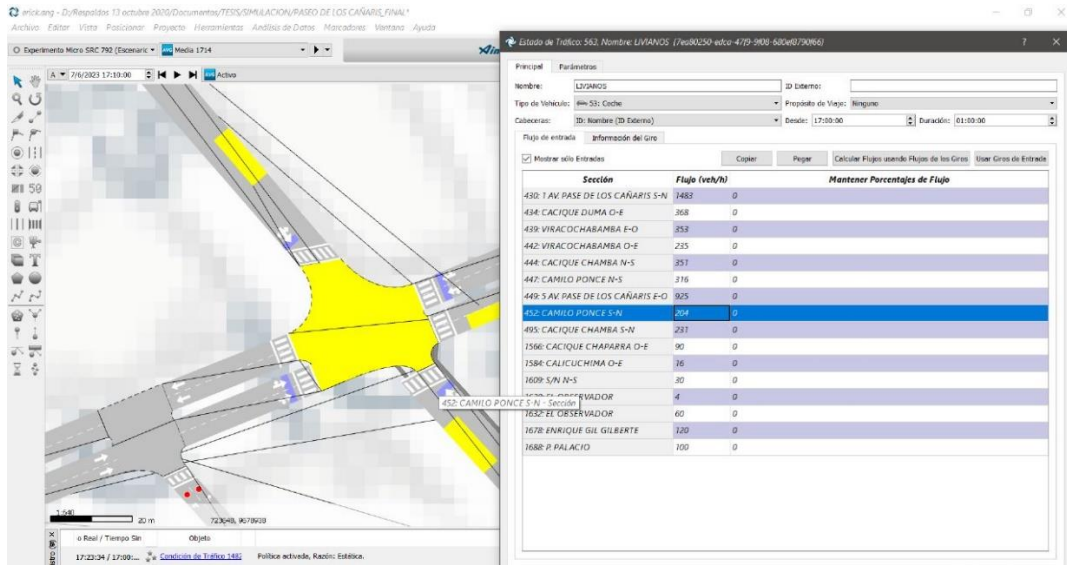 erick.ang - D:/Respaldos 13 octubre 2020/Documentos/TESIS/SIMULACION/PASEO DE LOS CAÑARIS_FINAL*
Archivo Editar Vista Posicionar Proyecto Herramientas Análisis de Datos Marcadores Ventana Ayuda
Experimento Micro SRC 792 (Escenaric
Media 1714
A 7/6/2023 17:10:00 Activo
1:640
20 m
723648, 9678938
o Real / Tiempo Sin Objeto
17:23:34 / 17:00:... Condición de Tráfico 1482 Política activada, Razón: Estética.
452: CAMILO PONCE S-N - Sección
Estado de Tráfico: 563, Nombre: LIVIANOS
Principal Parámetros
Nombre: LIVIANOS ID Externo:
Tipo de Vehículo: 53: Coche Propósito de Viaje: Ninguno
Cabeceras: ID: Nombre (ID Externo) Desde: 17:00:00 Duración: 01:00:00
Flujo de entrada Información del Giro
Mostrar sólo Entradas Copiar Pegar Calcular Flujos usando Flujos de los Giros Usar Giros de Entrada
Sección Flujo (veh/h) Mantener Porcentajes de Flujo
430: 1 AV. PASE DE LOS CAÑARIS S-N 1483 0
434: CACIQUE DUMA O-E 368 0
439: VIRACOCHABAMBA E-O 353 0
442: VIRACOCHABAMBA O-E 235 0
444: CACIQUE CHAMBA N-S 351 0
447: CAMILO PONCE N-S 316 0
449: 5 AV. PASE DE LOS CAÑARIS E-O 925 0
452: CAMILO PONCE S-N 204 0
495: CACIQUE CHAMBA S-N 231 0
1566: CACIQUE CHAPARRA O-E 90 0
1584: CALICUCHIMA O-E 16 0
1609: S/N N-S 30 0
OBSERVADOR 4 0
1632: EL OBSERVADOR 60 0
1678: ENRIQUE GIL GILBERTE 120 0
1688: P. PALACIO 100 0